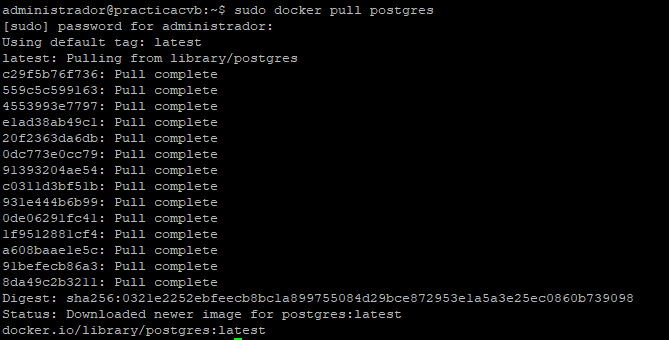 administrador@practicacvb:~$ sudo docker pull postgres
[sudo] password for administrador:
Using default tag: latest
latest: Pulling from library/postgres
c29f5b76f736: Pull complete
559c5c599163: Pull complete
4553993e7797: Pull complete
e1ad38ab49c1: Pull complete
20f2363da6db: Pull complete
0dc773e0cc79: Pull complete
91393204ae54: Pull complete
c0311d3bf51b: Pull complete
931e444b6b99: Pull complete
0de06291fc41: Pull complete
1f9512881cf4: Pull complete
a608baae1e5c: Pull complete
91befecb86a3: Pull complete
8da49c2b3211: Pull complete
Digest: sha256:0321e2252ebfeecb8bc1a899755084d29bce872953e1a5a3e25ec0860b739098
Status: Downloaded newer image for postgres:latest
docker.io/library/postgres:latest